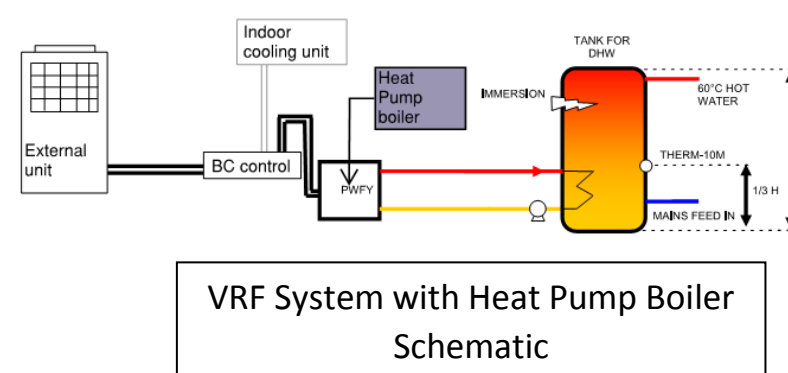 Indoor
cooling unit
External
unit
BC control
Heat
Pump
boiler
PWFY
IMMERSION
TANK FOR
DHW
60°C HOT
WATER
THERM-10M
1/3 H
MAINS FEED IN
VRF System with Heat Pump Boiler
Schematic